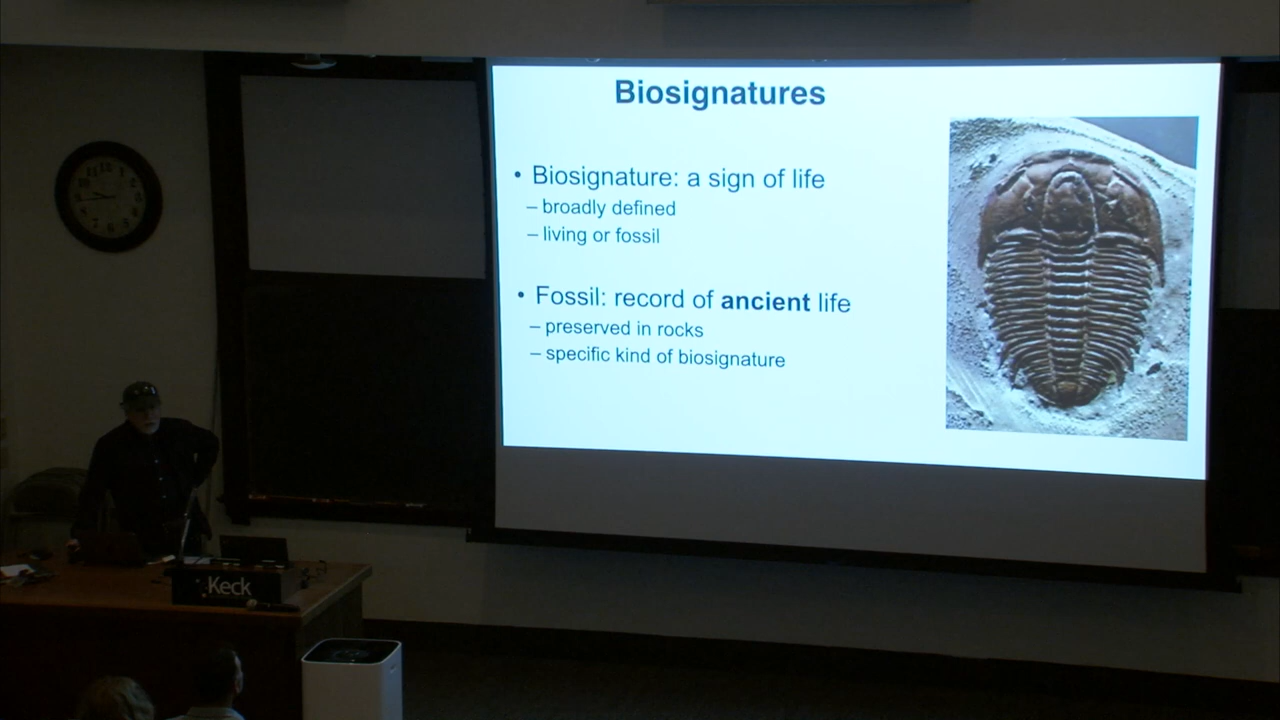 Biosignatures
• Biosignature: a sign of life
– broadly defined
– living or fossil
• Fossil: record of ancient life
– preserved in rocks
– specific kind of biosignature
Keck